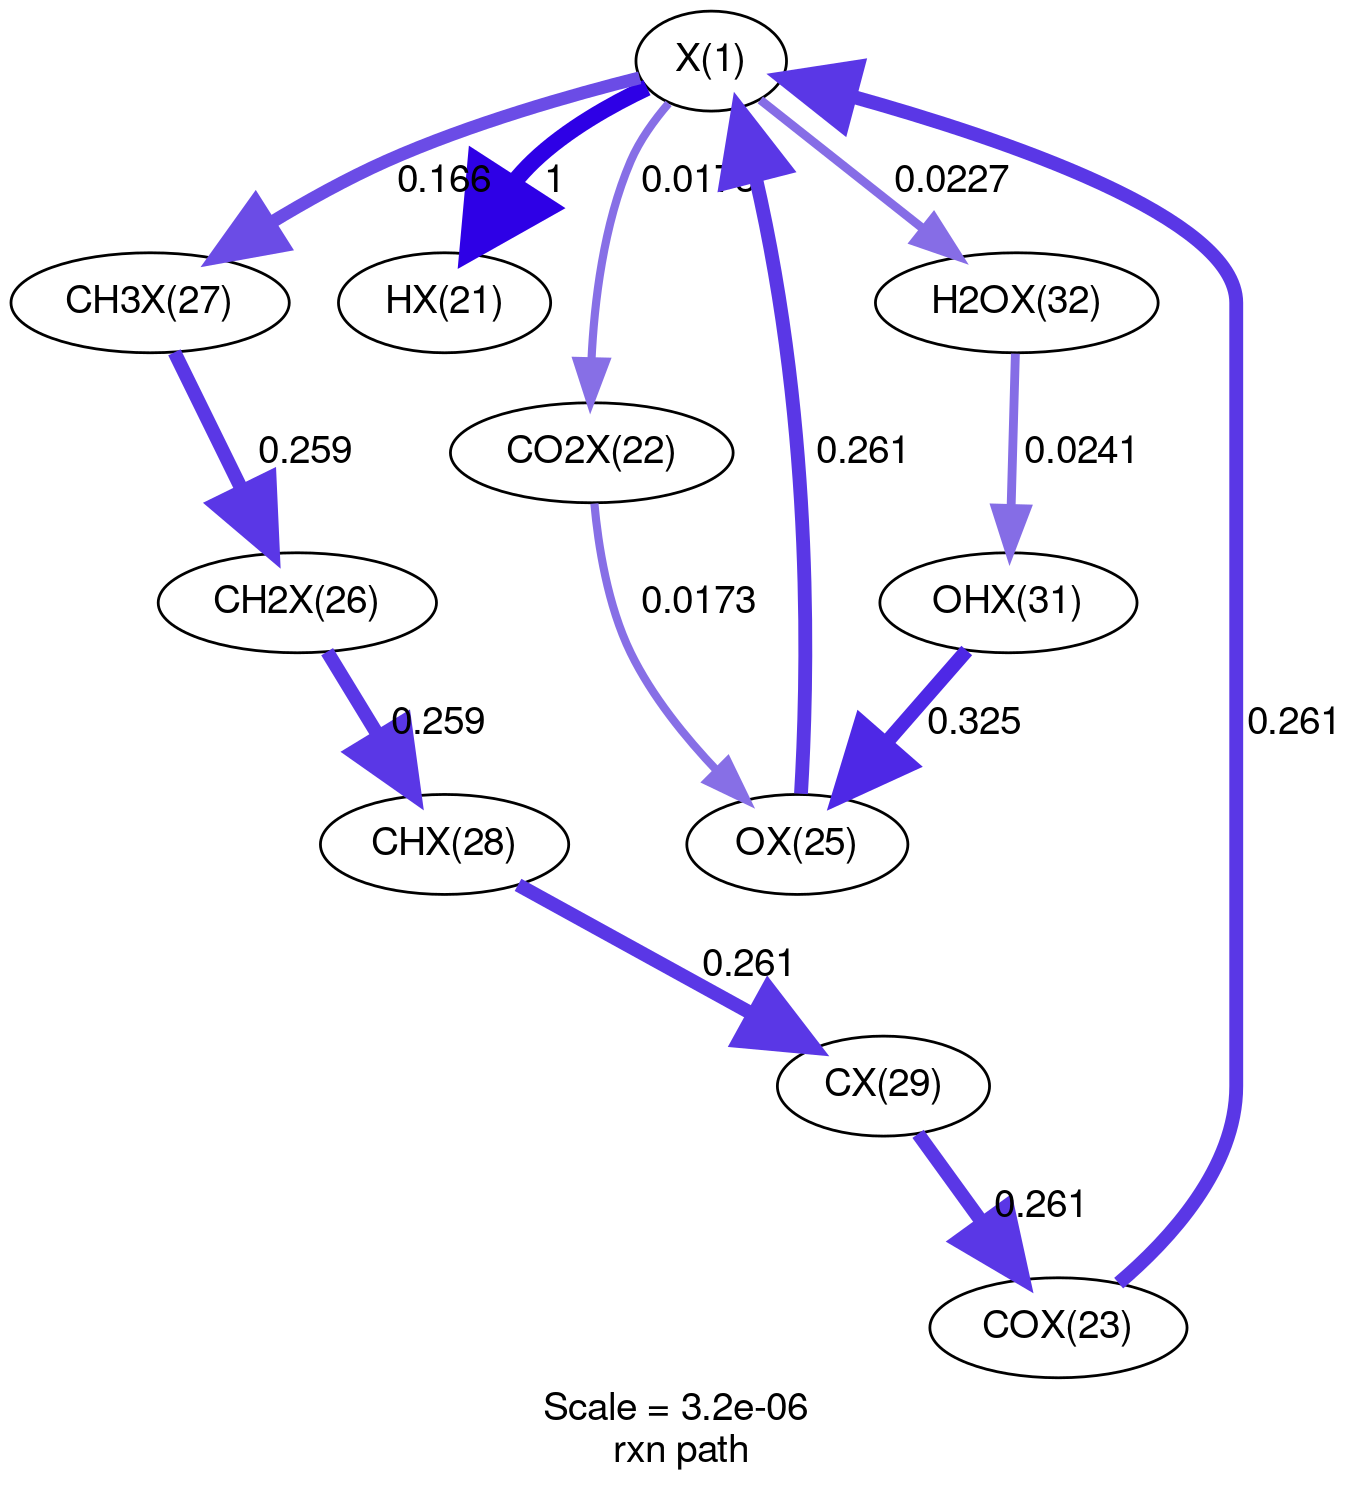 X(1)
0.166
1
0.0227
CH3X(27)
HX(21)
H2OX(32)
CO2X(22)
0.259
0.261
0.0241
CH2X(26)
0.0173
OHX(31)
0.259
0.325
0.261
CHX(28)
OX(25)
0.261
CX(29)
0.261
COX(23)
Scale = 3.2e-06
rxn path